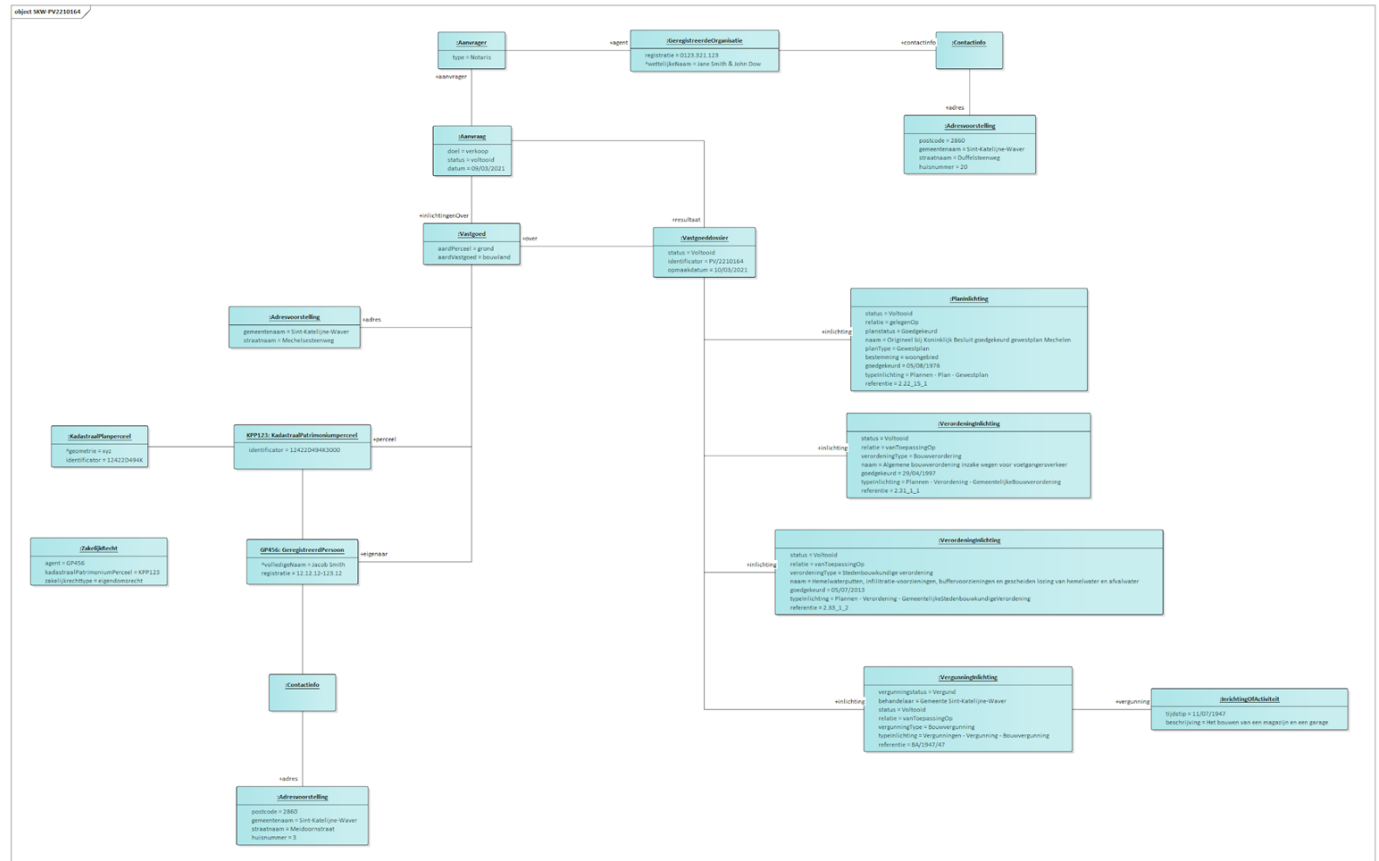 object SKW-PV2210164
:Aanvrager
type = Notaris
+agent
:GeregistreerdeOrganisatie
registratie = 0123.321.123
^wettelijkeNaam = Jane Smith & John Dow
+contactinfo
:Contactinfo
+aanvrager
+adres
:Adresvoorstelling
postcode = 2860
gemeentenaam = Sint-Katelijne-Waver
straatnaam = Duffelsteenweg
huisnummer = 20
:Aanvraag
doel = verkoop
status = voltooid
datum = 09/03/2021
+inlichtingenOver
+resultaat
:Vastgoed
aardPerceel = grond
aardVastgoed = bouwland
+over
:Vastgoeddossier
status = Voltooid
identificator = PV/2210164
opmaakdatum = 10/03/2021
:Adresvoorstelling
gemeentenaam = Sint-Katelijne-Waver
straatnaam = Mechelsesteenweg
+adres
+inlichting
:PlanInlichting
status = Voltooid
relatie = gelegenOp
planstatus = Goedgekeurd
naam = Origineel bij Koninklijk Besluit goedgekeurd gewestplan Mechelen
planType = Gewestplan
bestemming = woongebied
goedgekeurd = 05/08/1976
typeInlichting = Plannen - Plan - Gewestplan
referentie = 2.22_15_1
:KadastraalPlanperceel
^geometrie = xyz
identificator = 12422D494K
KPP123: KadastraalPatrimoniumperceel
identificator = 12422D494K3000
+perceel
+inlichting
:VerordeningInlichting
status = Voltooid
relatie = vanToepassingOp
verordeningType = Bouwverordering
naam = Algemene bouwverordening inzake wegen voor voetgangersverkeer
goedgekeurd = 29/04/1997
typeInlichting = Plannen - Verordening - GemeentelijkeBouwverordening
referentie = 2.31_1_1
:ZakelijkRecht
agent = GP456
kadastraalPatrimoniumPerceel = KPP123
zakelijkrechttype = eigendomsrecht
GP456: GeregistreerdPersoon
^volledigeNaam = Jacob Smith
registratie = 12.12.12-123.12
+eigenaar
+inlichting
:VerordeningInlichting
status = Voltooid
relatie = vanToepassingOp
verordeningType = Stedenbouwkundige verordening
naam = Hemelwaterputten, infilitratie-voorzieningen, buffervoorzieningen en gescheiden lozing van hemelwater en afvalwater
goedgekeurd = 05/07/2013
typeInlichting = Plannen - Verordening - GemeentelijkeStedenbouwkundigeVerordening
referentie = 2.33_1_2
:Contactinfo
+inlichting
:VergunningInlichting
vergunningstatus = Vergund
behandelaar = Gemeente Sint-Katelijne-Waver
status = Voltooid
relatie = vanToepassingOp
vergunningType = Bouwvergunning
typeInlichting = Vergunningen - Vergunning - Bouwvergunning
referentie = BA/1947/47
+vergunning
:InrichtingOfActiviteit
tijdstip = 11/07/1947
beschrijving = Het bouwen van een magazijn en een garage
+adres
:Adresvoorstelling
postcode = 2860
gemeentenaam = Sint-Katelijne-Waver
straatnaam = Meidoornstraat
huisnummer = 3